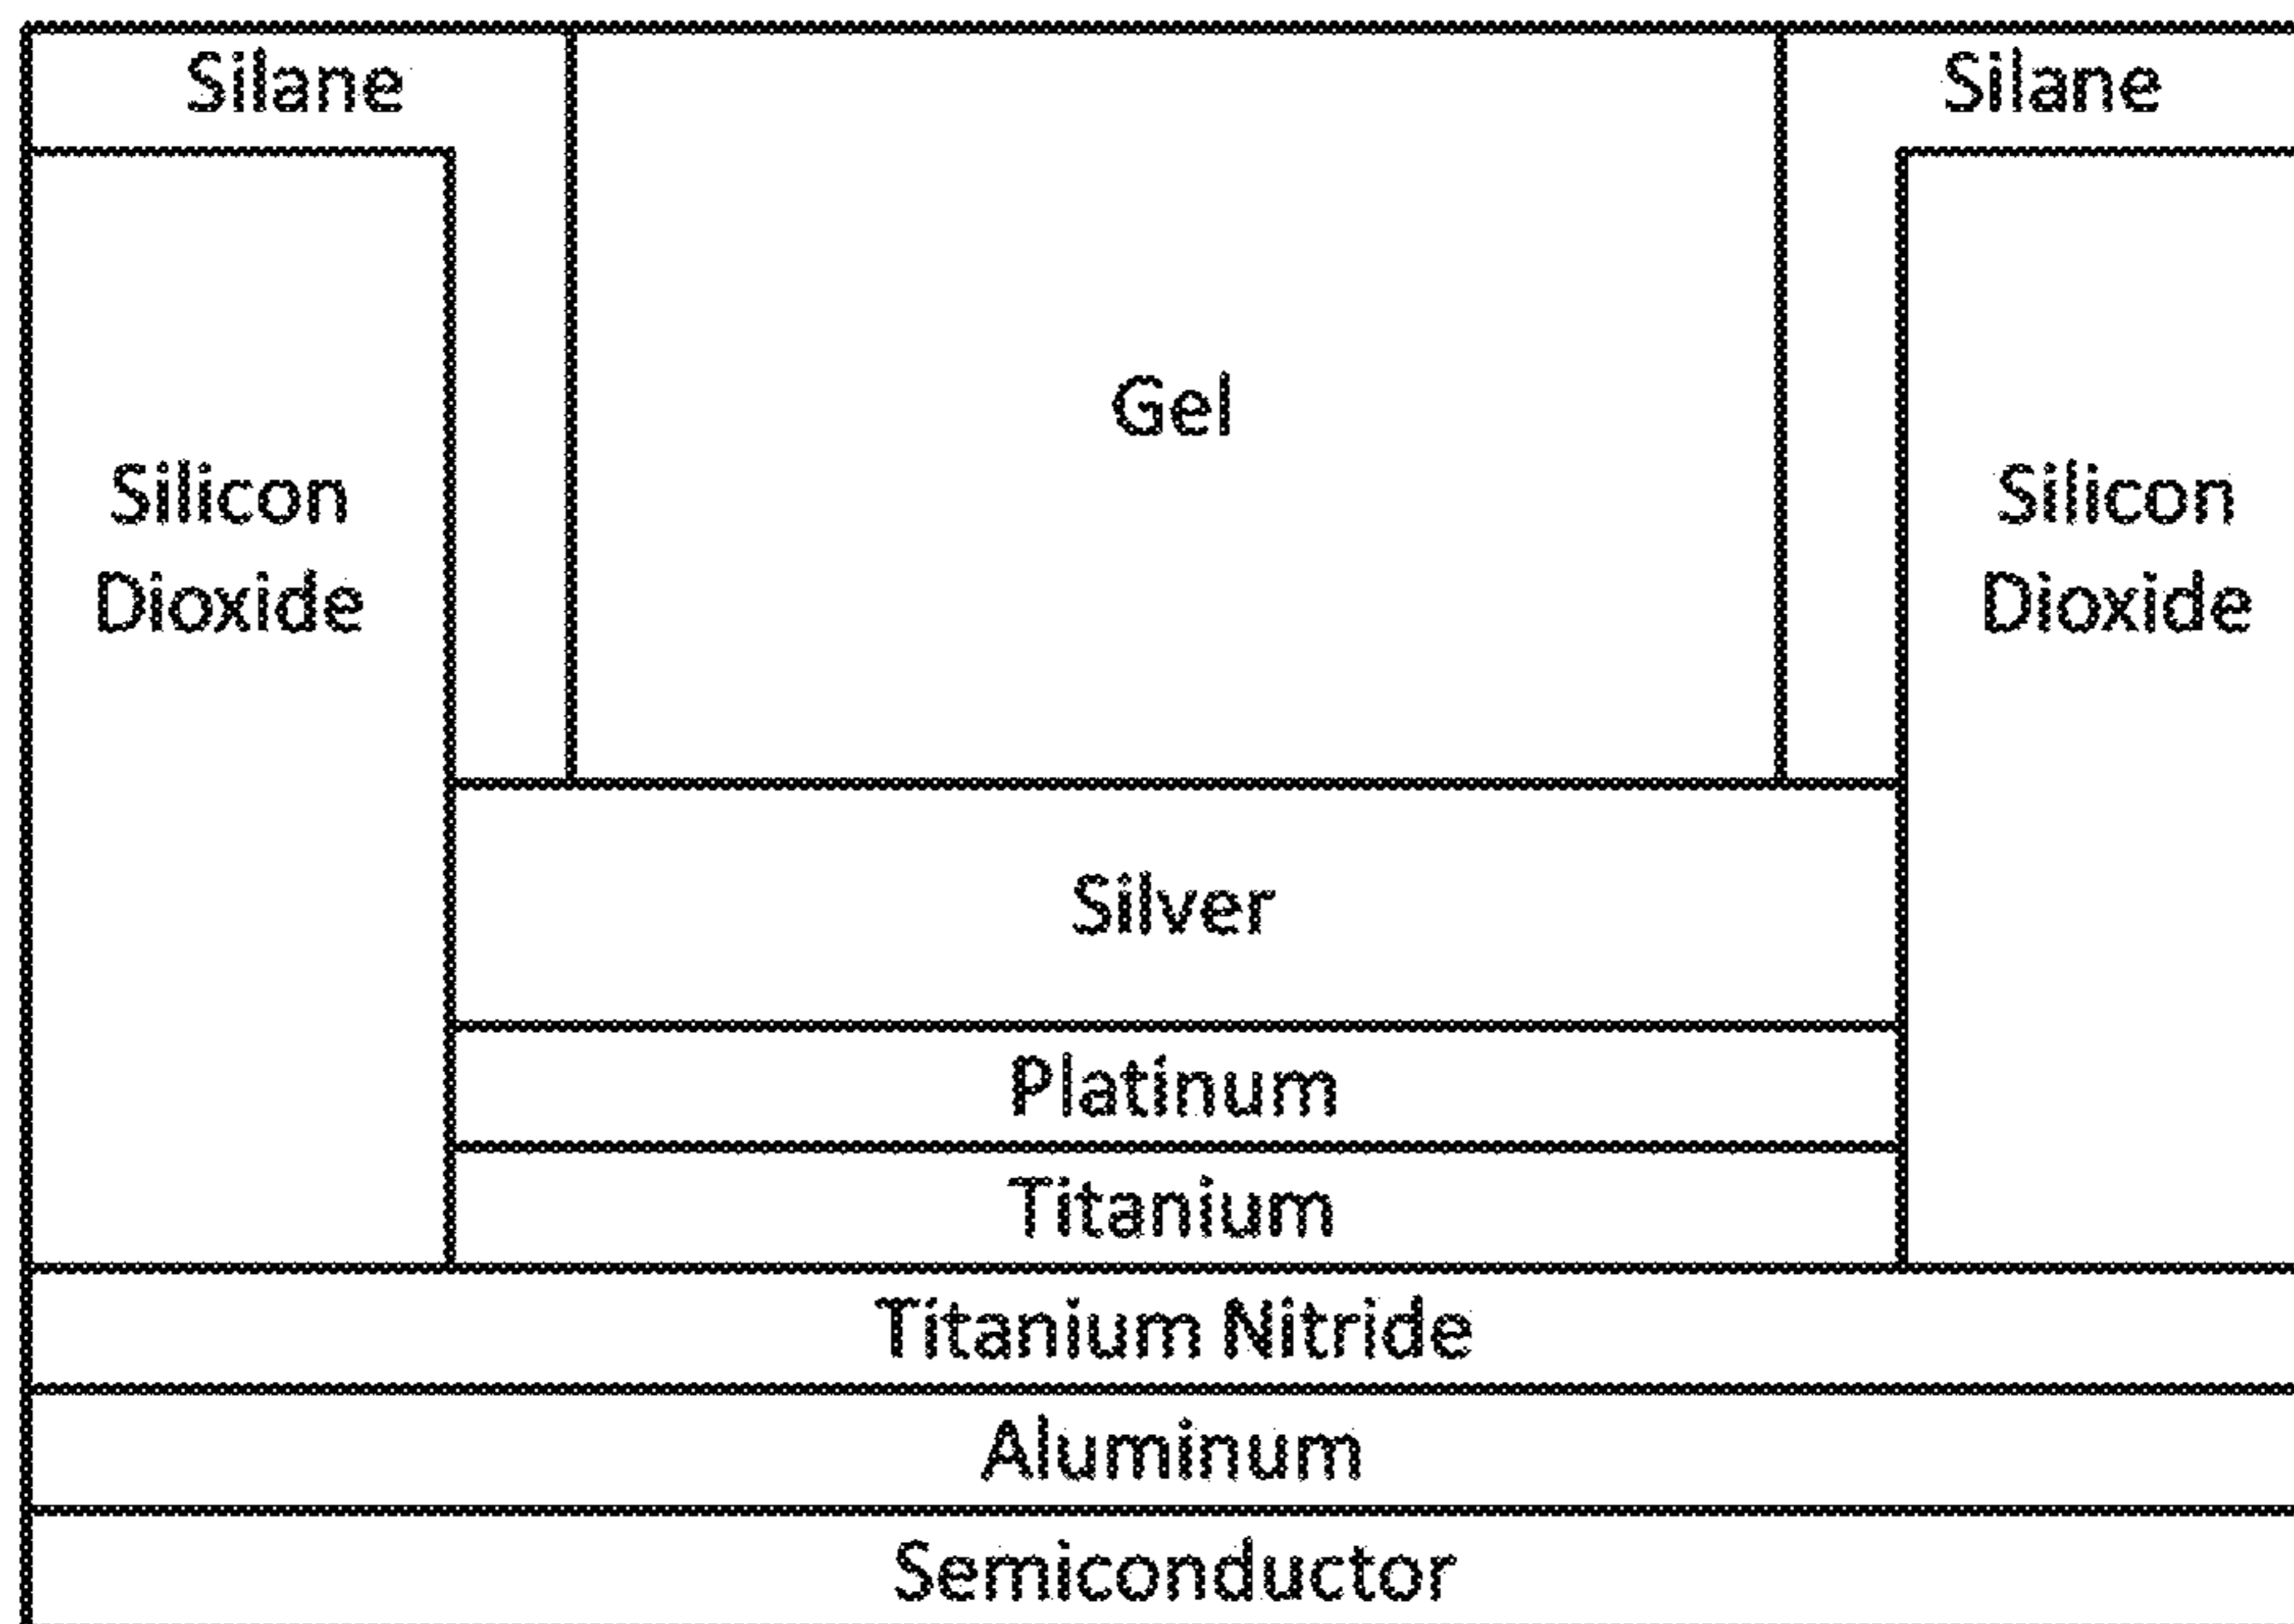 Silane
Silane
Gel
Silicon
Dioxide
Silicon
Dioxide
Silver
Platinum
Titanium
Titanium Nitride
Aluminum
Semiconductor